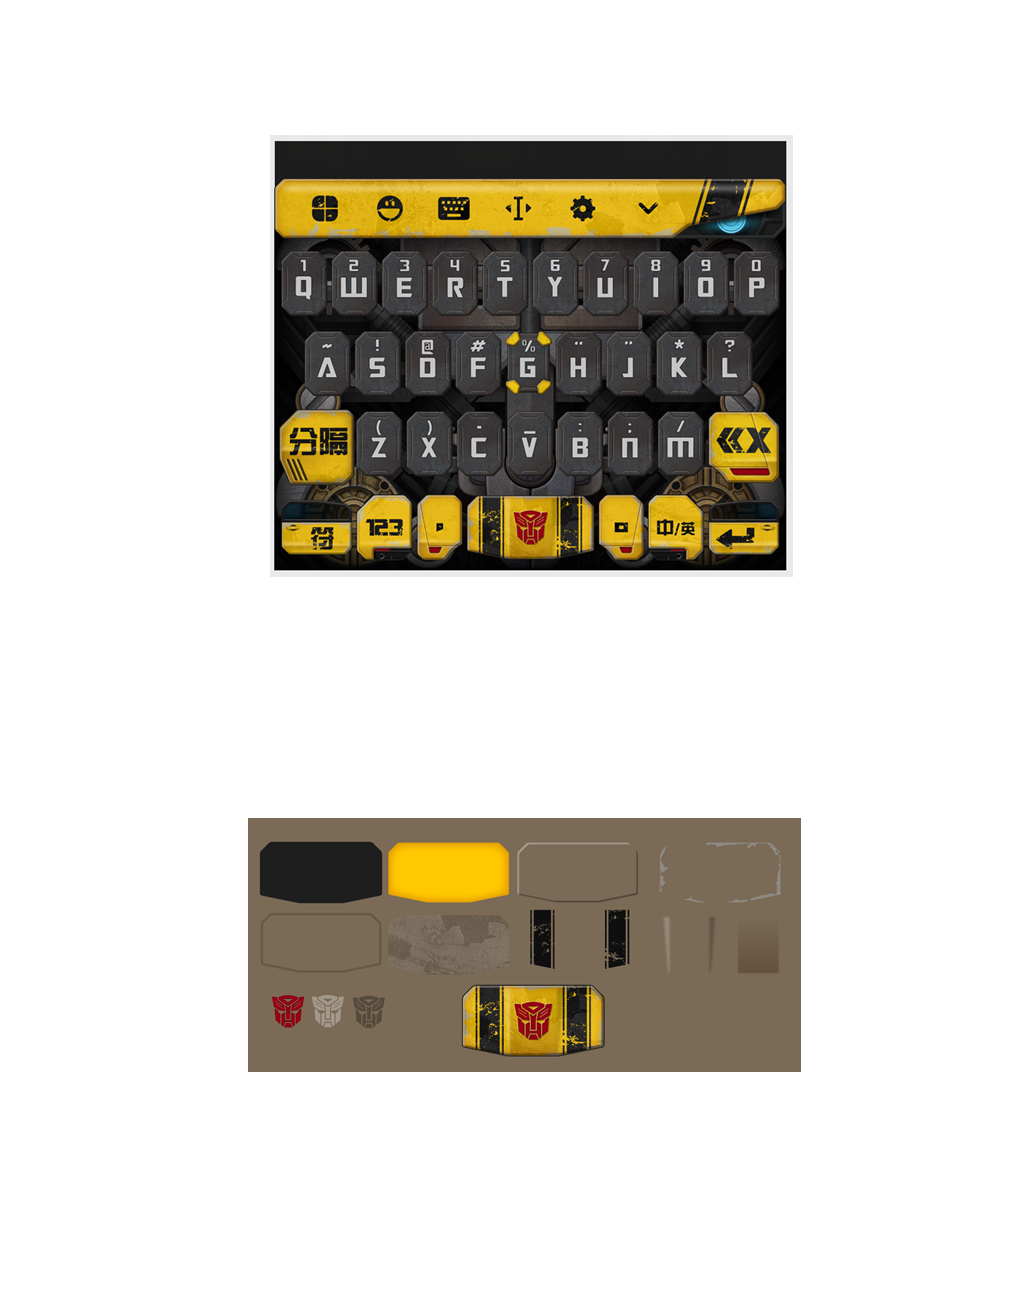 1 2 3 4 5 6 7 8 9 0
Q W E R T Y U I O P
~ ! @ # % “ ” * ?
A S D F G H J K L
( ) - _ : ; /
分隔 Z X C V B N M X
符 123 , 。 中/英